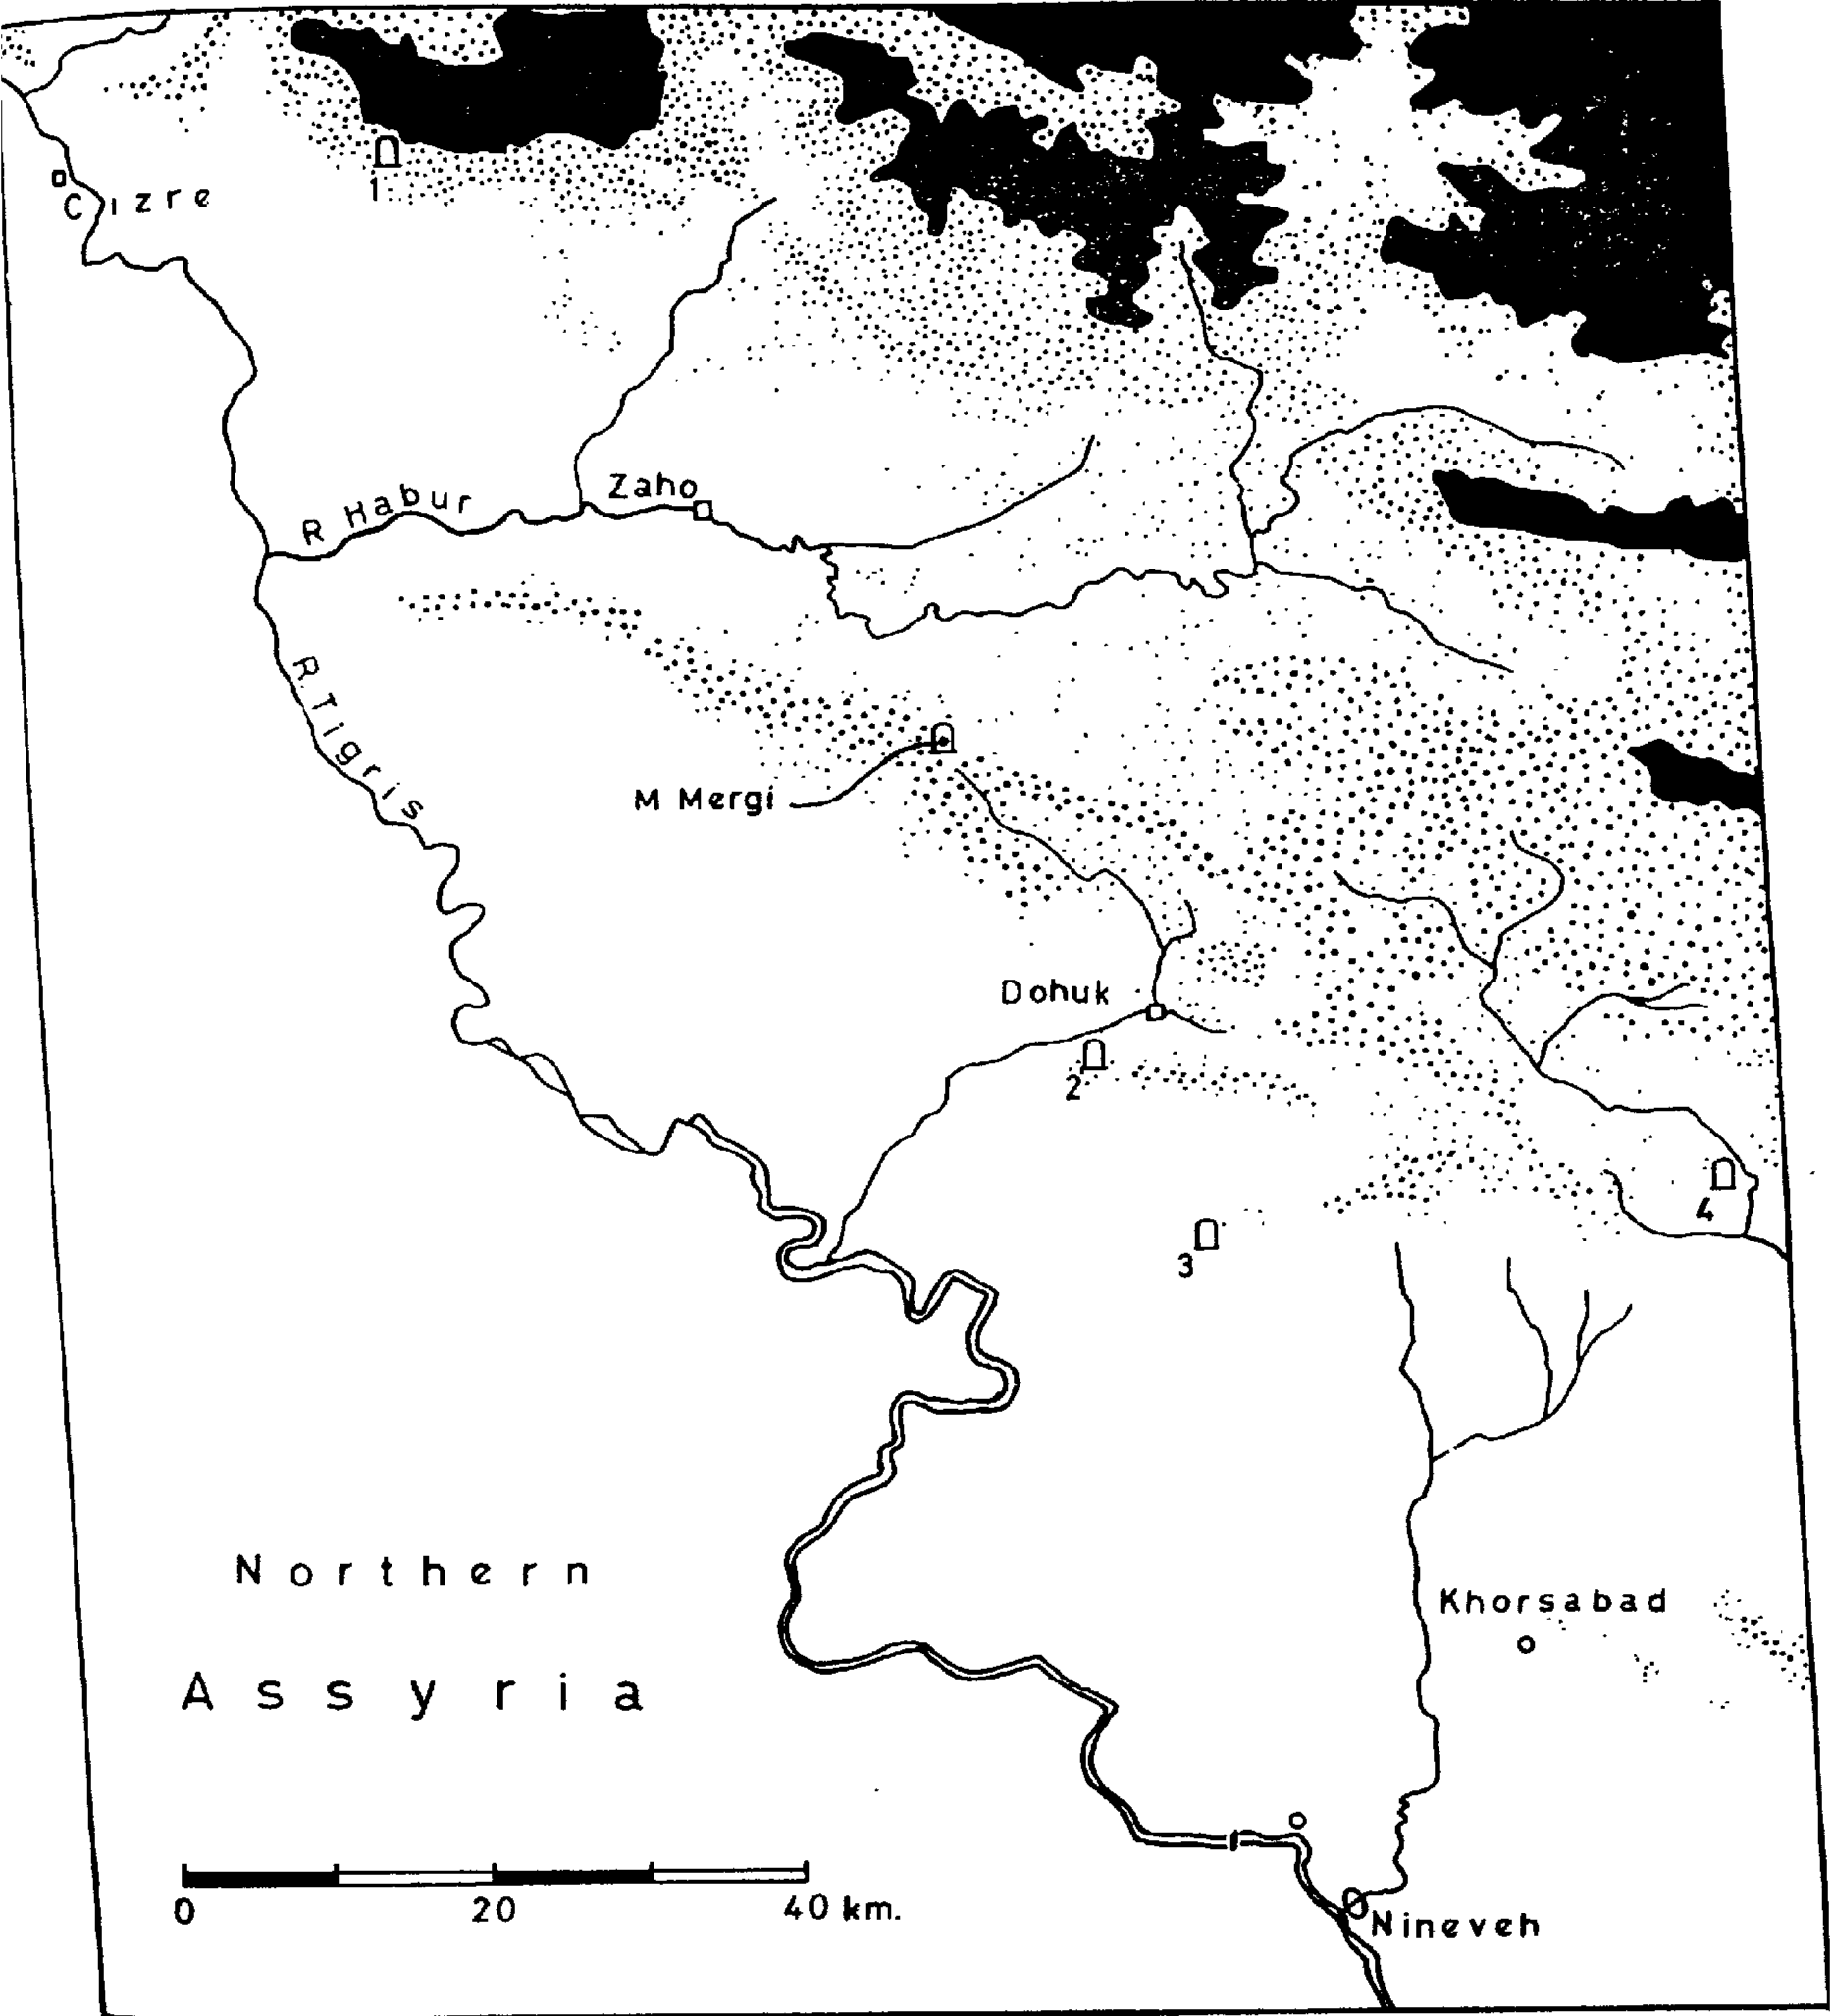 1
Cizre
Zaho
R Habur
R Tigris
M Mergi
Dohuk
2
4
3
Northern
Assyria
Khorsabad
0 20 40 km.
Nineveh